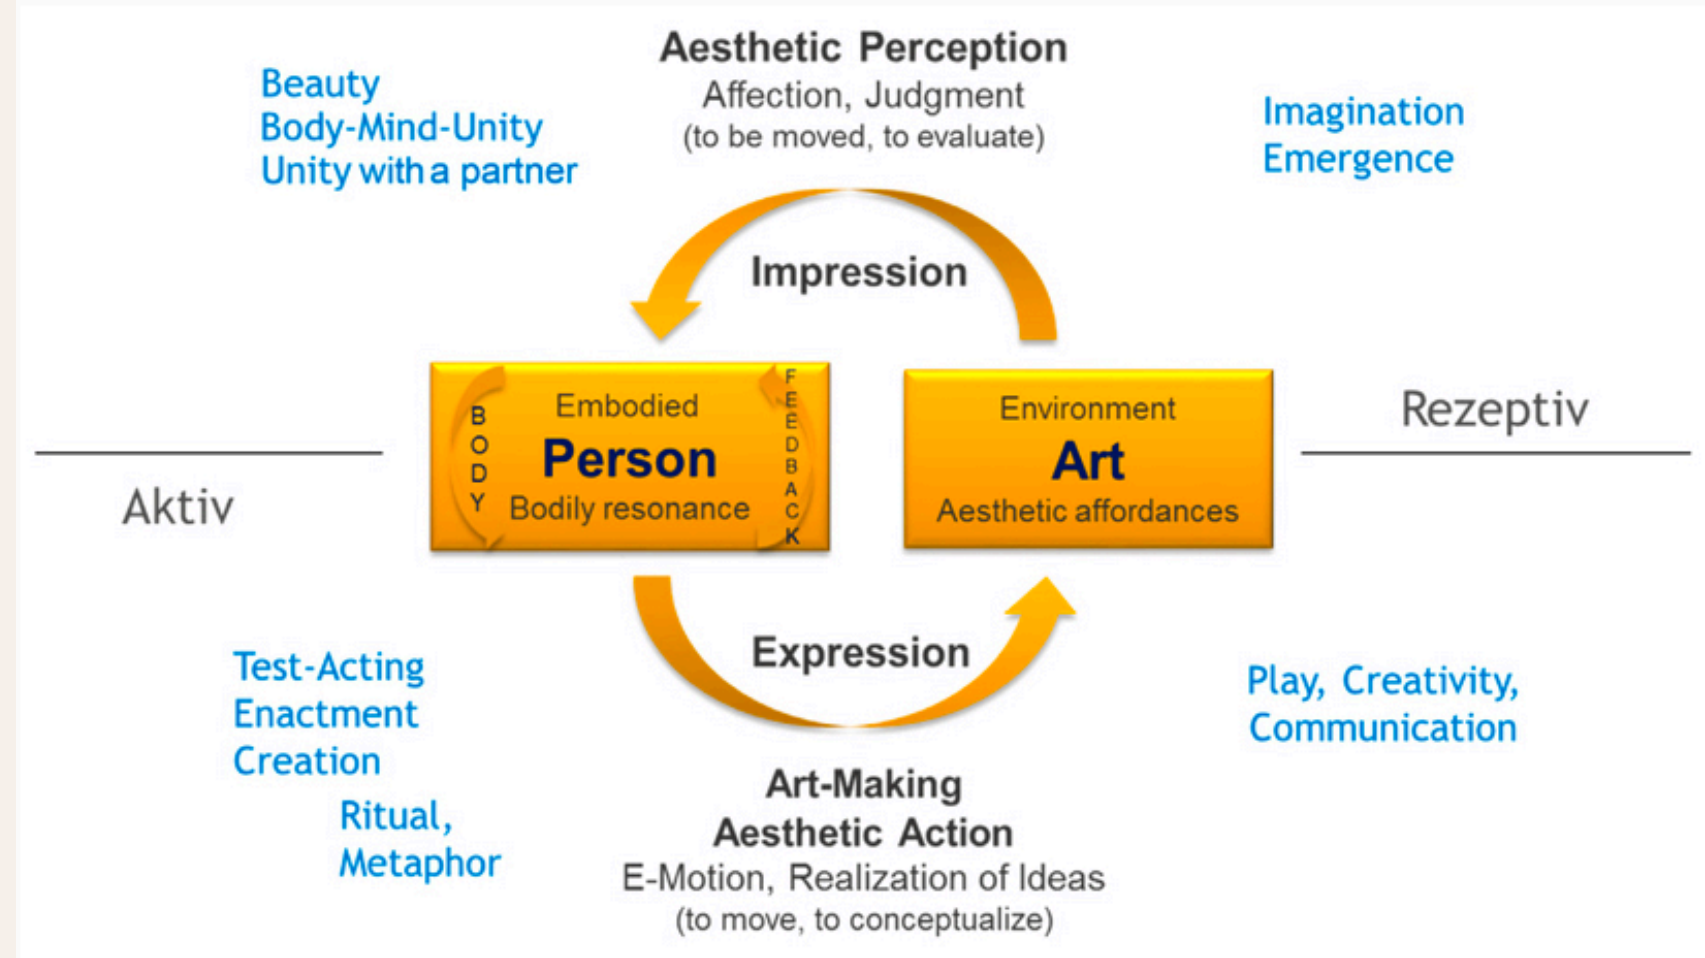 Aesthetic Perception
Affection, Judgment
(to be moved, to evaluate)
Beauty
Body-Mind-Unity
Unity with a partner
Imagination
Emergence
Impression
BODY
Embodied
Person
Bodily resonance
FEEDBACK
Environment
Art
Aesthetic affordances
Rezeptiv
Aktiv
Expression
Test-Acting
Enactment
Creation
Ritual,
Metaphor
Play, Creativity,
Communication
Art-Making
Aesthetic Action
E-Motion, Realization of Ideas
(to move, to conceptualize)